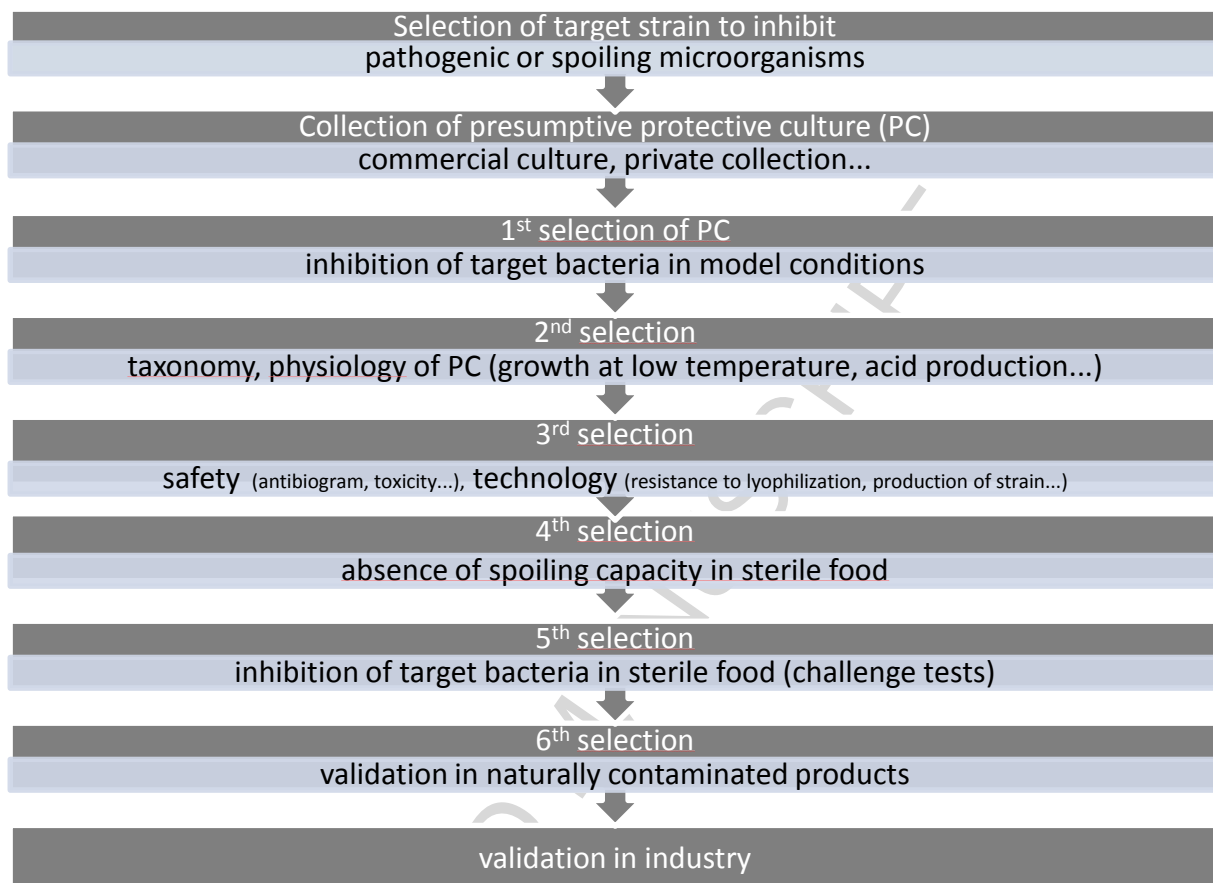 Selection of target strain to inhibit
pathogenic or spoiling microorganisms
Collection of presumptive protective culture (PC)
commercial culture, private collection...
1st selection of PC
inhibition of target bacteria in model conditions
2nd selection
taxonomy, physiology of PC (growth at low temperature, acid production...)
3rd selection
safety (antibiogram, toxicity...), technology (resistance to lyophilization, production of strain...)
4th selection
absence of spoiling capacity in sterile food
5th selection
inhibition of target bacteria in sterile food (challenge tests)
6th selection
validation in naturally contaminated products
validation in industry